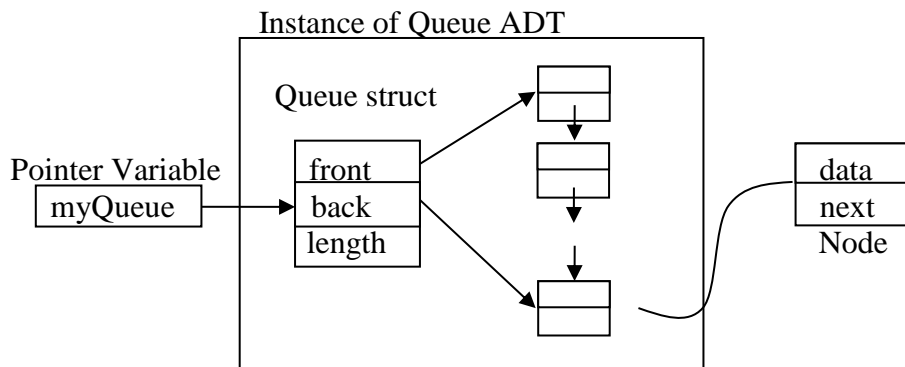 Instance of Queue ADT
Queue struct
Pointer Variable
myQueue
front
back
length
data
next
Node